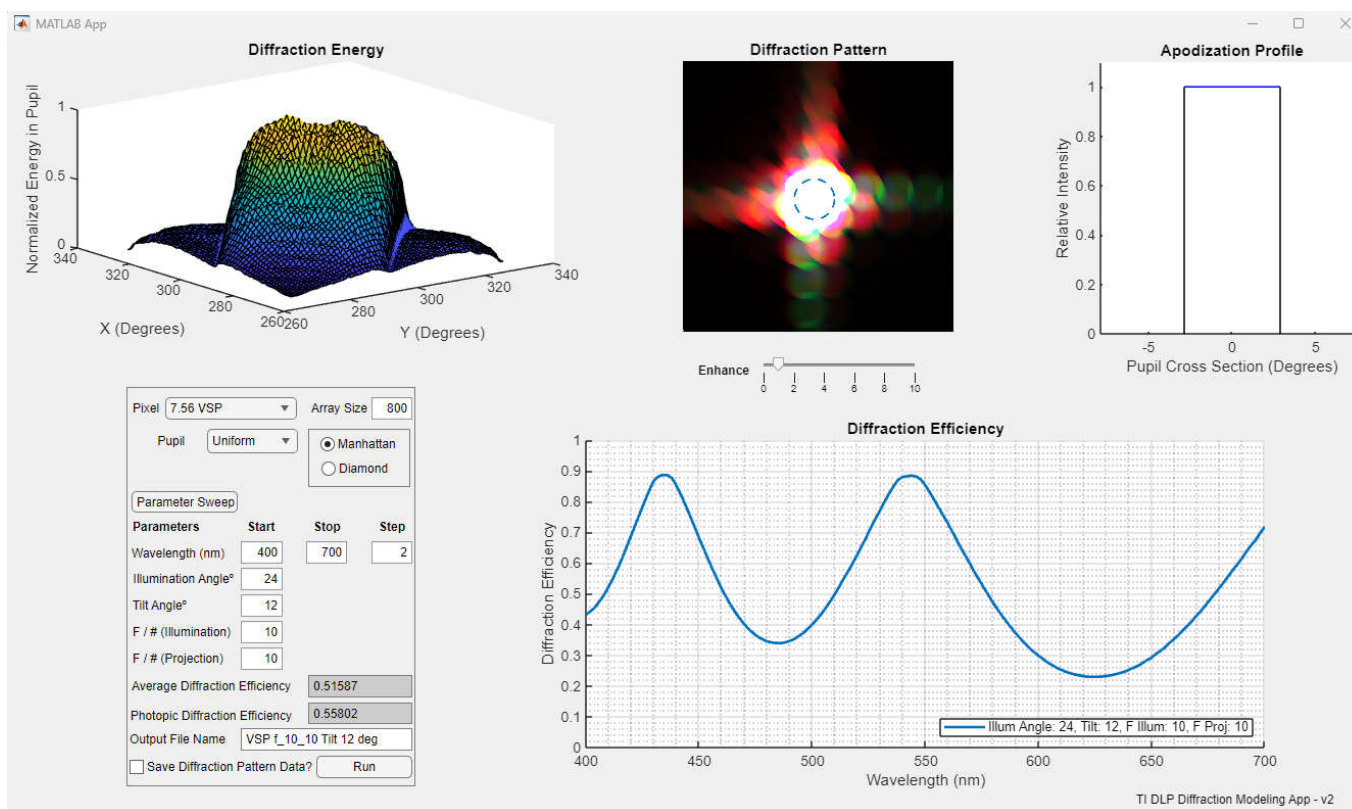 MATLAB App
Diffraction Energy
Normalized Energy in Pupil
1
0.5
0
340
320
300
280
260
260
280
300
320
340
X (Degrees)
Y (Degrees)
Diffraction Pattern
Enhance
0 2 4 6 8 10
Apodization Profile
Relative Intensity
1
0.8
0.6
0.4
0.2
0
-5 0 5
Pupil Cross Section (Degrees)
Pixel 7.56 VSP Array Size 800
Pupil Uniform Manhattan
Diamond
Parameter Sweep
Parameters Start Stop Step
Wavelength (nm) 400 700 2
Illumination Angle° 24
Tilt Angle° 12
F / # (Illumination) 10
F / # (Projection) 10
Average Diffraction Efficiency 0.51587
Photopic Diffraction Efficiency 0.55802
Output File Name VSP f_10_10 Tilt 12 deg
Save Diffraction Pattern Data? Run
Diffraction Efficiency
Diffraction Efficiency
1
0.9
0.8
0.7
0.6
0.5
0.4
0.3
0.2
0.1
0
Illum Angle: 24, Tilt: 12, F Illum: 10, F Proj: 10
400 450 500 550 600 650 700
Wavelength (nm)
TI DLP Diffraction Modeling App - v2